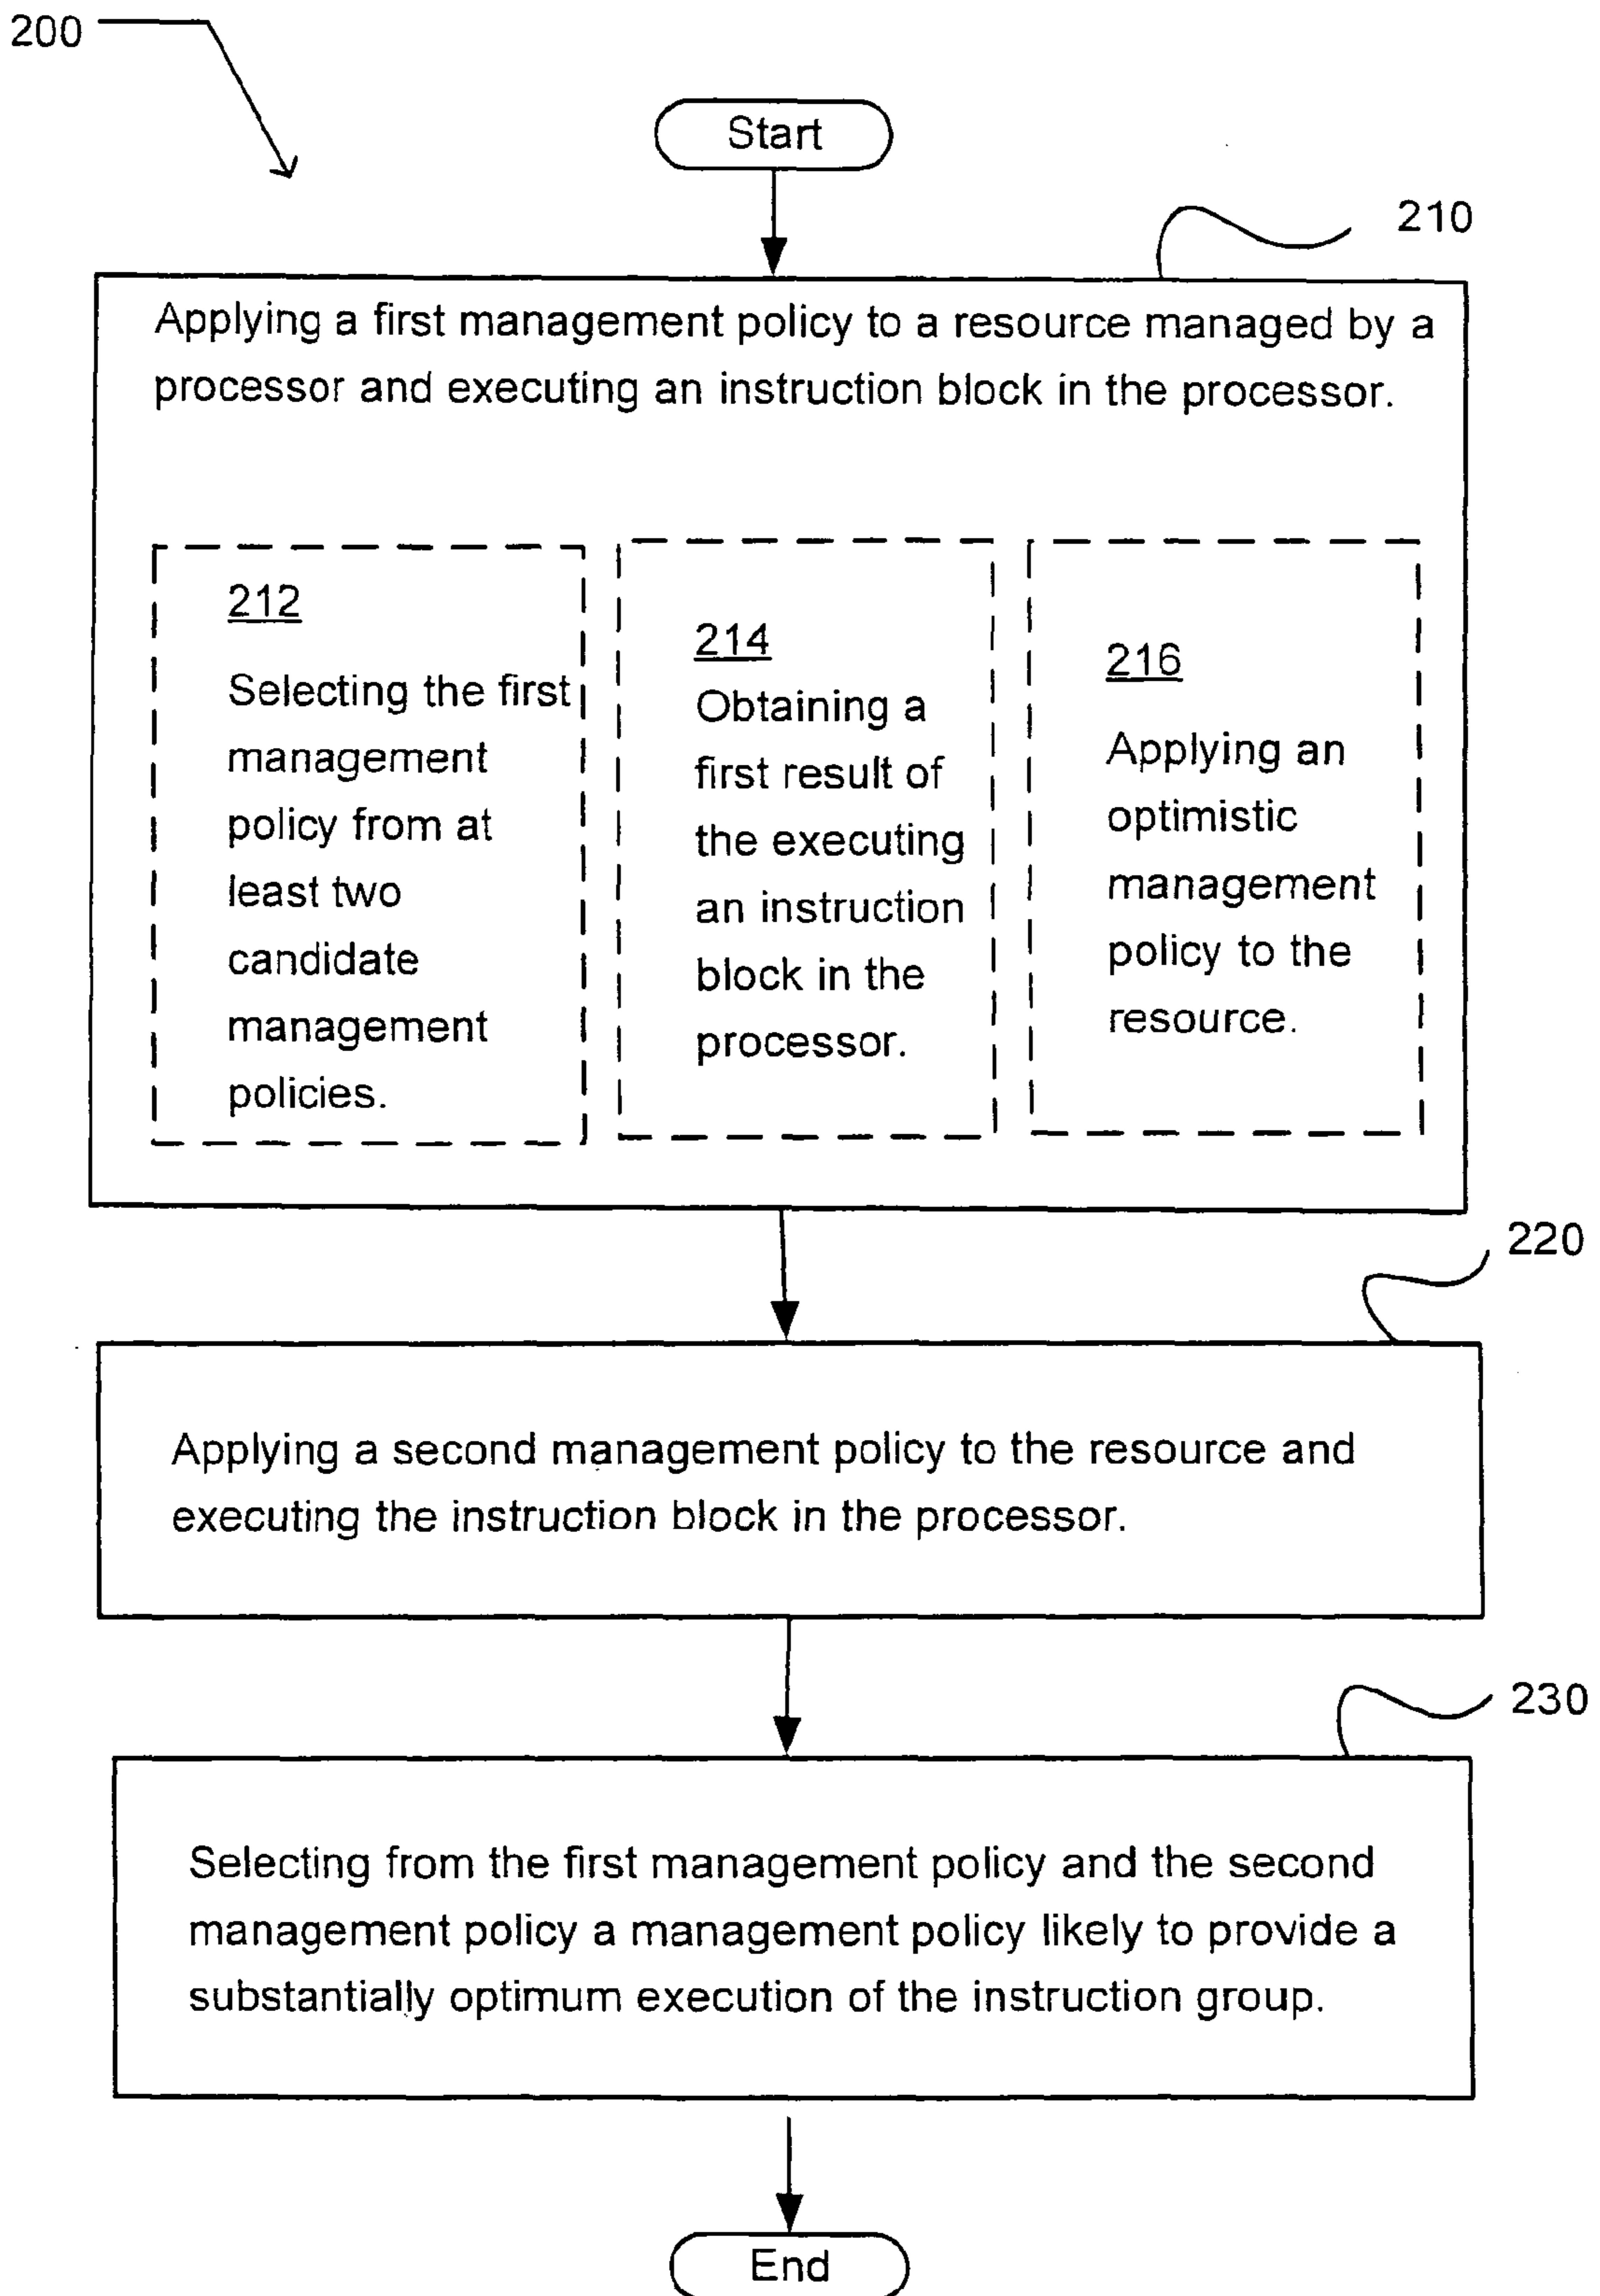 200
Start
210
Applying a first management policy to a resource managed by a
processor and executing an instruction block in the processor.
212
Selecting the first
management
policy from at
least two
candidate
management
policies.
214
Obtaining a
first result of
the executing
an instruction
block in the
processor.
216
Applying an
optimistic
management
policy to the
resource.
220
Applying a second management policy to the resource and
executing the instruction block in the processor.
230
Selecting from the first management policy and the second
management policy a management policy likely to provide a
substantially optimum execution of the instruction group.
End